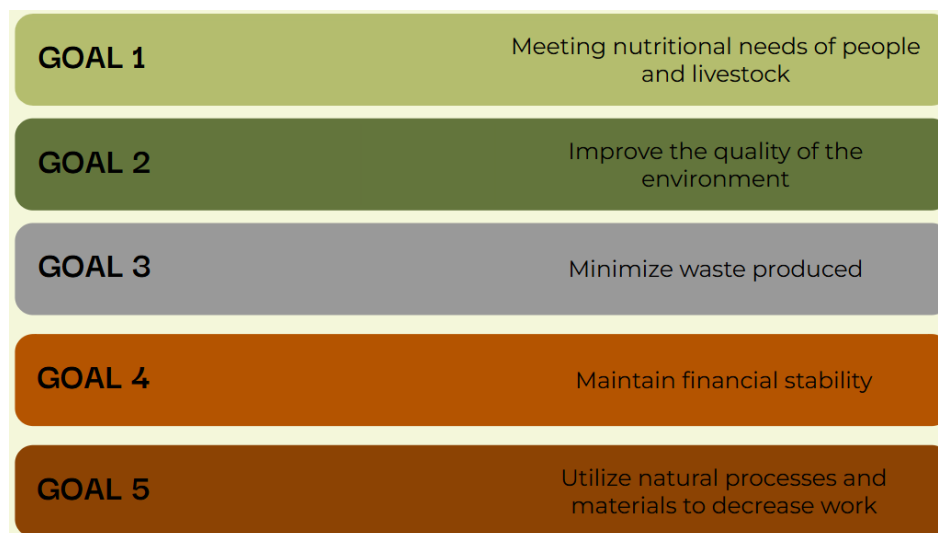 GOAL 1
Meeting nutritional needs of people
and livestock
GOAL 2
Improve the quality of the
environment
GOAL 3
Minimize waste produced
GOAL 4
Maintain financial stability
GOAL 5
Utilize natural processes and
materials to decrease work